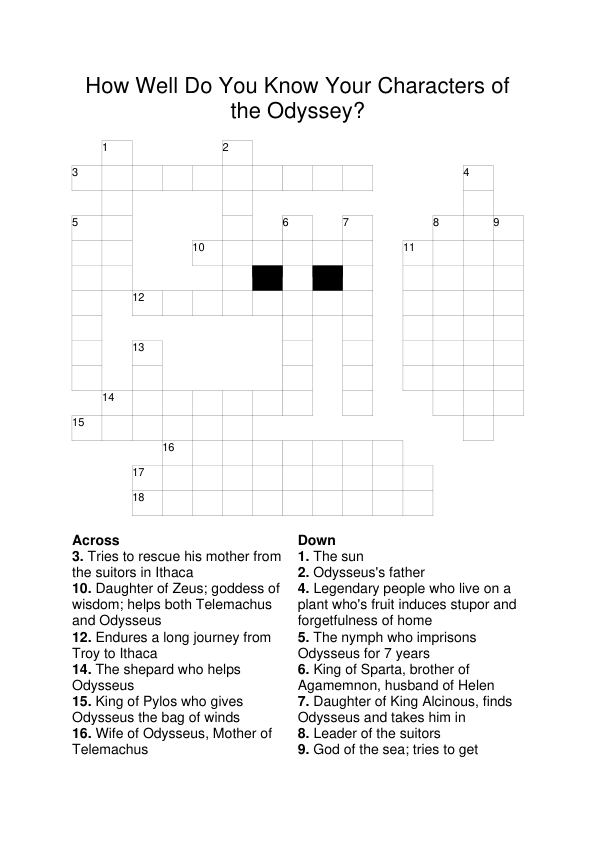 How Well Do You Know Your Characters of
the Odyssey?
1
2
3
4
5
6
7
8
9
10
11
12
13
14
15
16
17
18
Across
3. Tries to rescue his mother from
the suitors in Ithaca
10. Daughter of Zeus; goddess of
wisdom; helps both Telemachus
and Odysseus
12. Endures a long journey from
Troy to Ithaca
14. The shepard who helps
Odysseus
15. King of Pylos who gives
Odysseus the bag of winds
16. Wife of Odysseus, Mother of
Telemachus
Down
1. The sun
2. Odysseus's father
4. Legendary people who live on a
plant who's fruit induces stupor and
forgetfulness of home
5. The nymph who imprisons
Odysseus for 7 years
6. King of Sparta, brother of
Agamemnon, husband of Helen
7. Daughter of King Alcinous, finds
Odysseus and takes him in
8. Leader of the suitors
9. God of the sea; tries to get